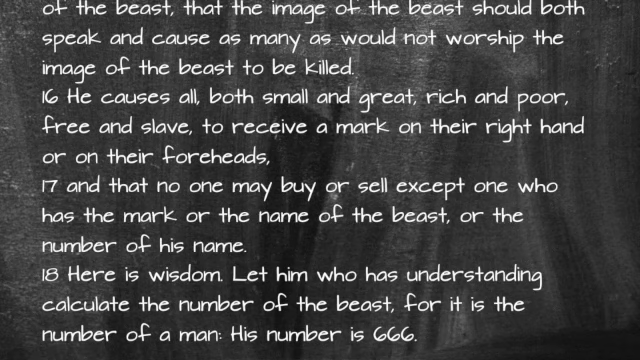 of the beast, that the image of the beast should both
speak and cause as many as would not worship the
image of the beast to be killed.
16 He causes all, both small and great, rich and poor,
free and slave, to receive a mark on their right hand
or on their foreheads,
17 and that no one may buy or sell except one who
has the mark or the name of the beast, or the
number of his name.
18 Here is wisdom. Let him who has understanding
calculate the number of the beast, for it is the
number of a man: His number is 666.